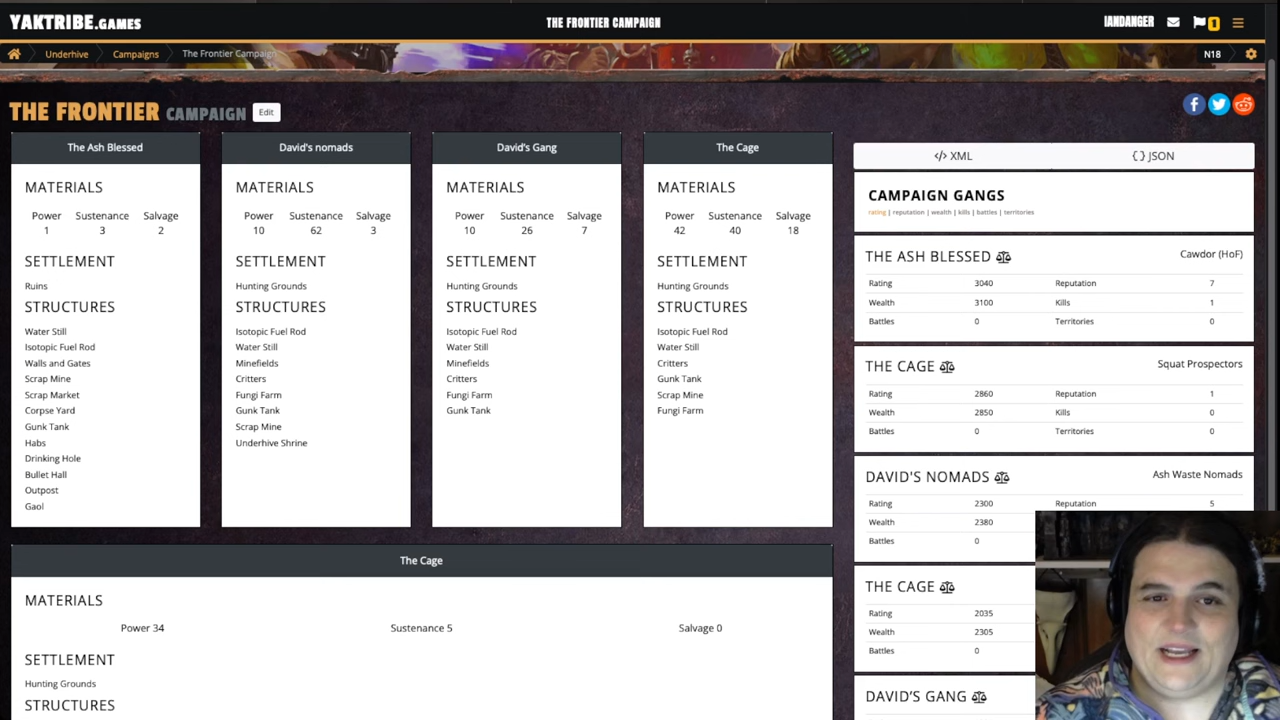 YAKTRIBE.GAMES
THE FRONTIER CAMPAIGN
IANDANGER
1
Underhive
Campaigns
The Frontier Campaign
N18
THE FRONTIER CAMPAIGN
Edit
The Ash Blessed
MATERIALS
Power Sustenance Salvage
1 3 2
SETTLEMENT
Ruins
STRUCTURES
Water Still
Isotopic Fuel Rod
Walls and Gates
Scrap Mine
Scrap Market
Corpse Yard
Gunk Tank
Habs
Drinking Hole
Bullet Hall
Outpost
Gaol
David's nomads
MATERIALS
Power Sustenance Salvage
10 62 3
SETTLEMENT
Hunting Grounds
STRUCTURES
Isotopic Fuel Rod
Water Still
Minefields
Critters
Fungi Farm
Gunk Tank
Scrap Mine
Underhive Shrine
David's Gang
MATERIALS
Power Sustenance Salvage
10 26 7
SETTLEMENT
Hunting Grounds
STRUCTURES
Isotopic Fuel Rod
Water Still
Minefields
Critters
Fungi Farm
Gunk Tank
The Cage
MATERIALS
Power Sustenance Salvage
42 40 18
SETTLEMENT
Hunting Grounds
STRUCTURES
Isotopic Fuel Rod
Water Still
Critters
Gunk Tank
Scrap Mine
Fungi Farm
The Cage
MATERIALS
Power 34 Sustenance 5 Salvage 0
SETTLEMENT
Hunting Grounds
STRUCTURES
</> XML
{ } JSON
CAMPAIGN GANGS
rating | reputation | wealth | kills | battles | territories
THE ASH BLESSED Cawdor (HoF)
Rating 3040 Reputation 7
Wealth 3100 Kills 1
Battles 0 Territories 0
THE CAGE Squat Prospectors
Rating 2860 Reputation 1
Wealth 2850 Kills 0
Battles 0 Territories 0
DAVID'S NOMADS Ash Waste Nomads
Rating 2300 Reputation 5
Wealth 2380
Battles 0
THE CAGE
Rating 2035
Wealth 2305
Battles 0
DAVID'S GANG